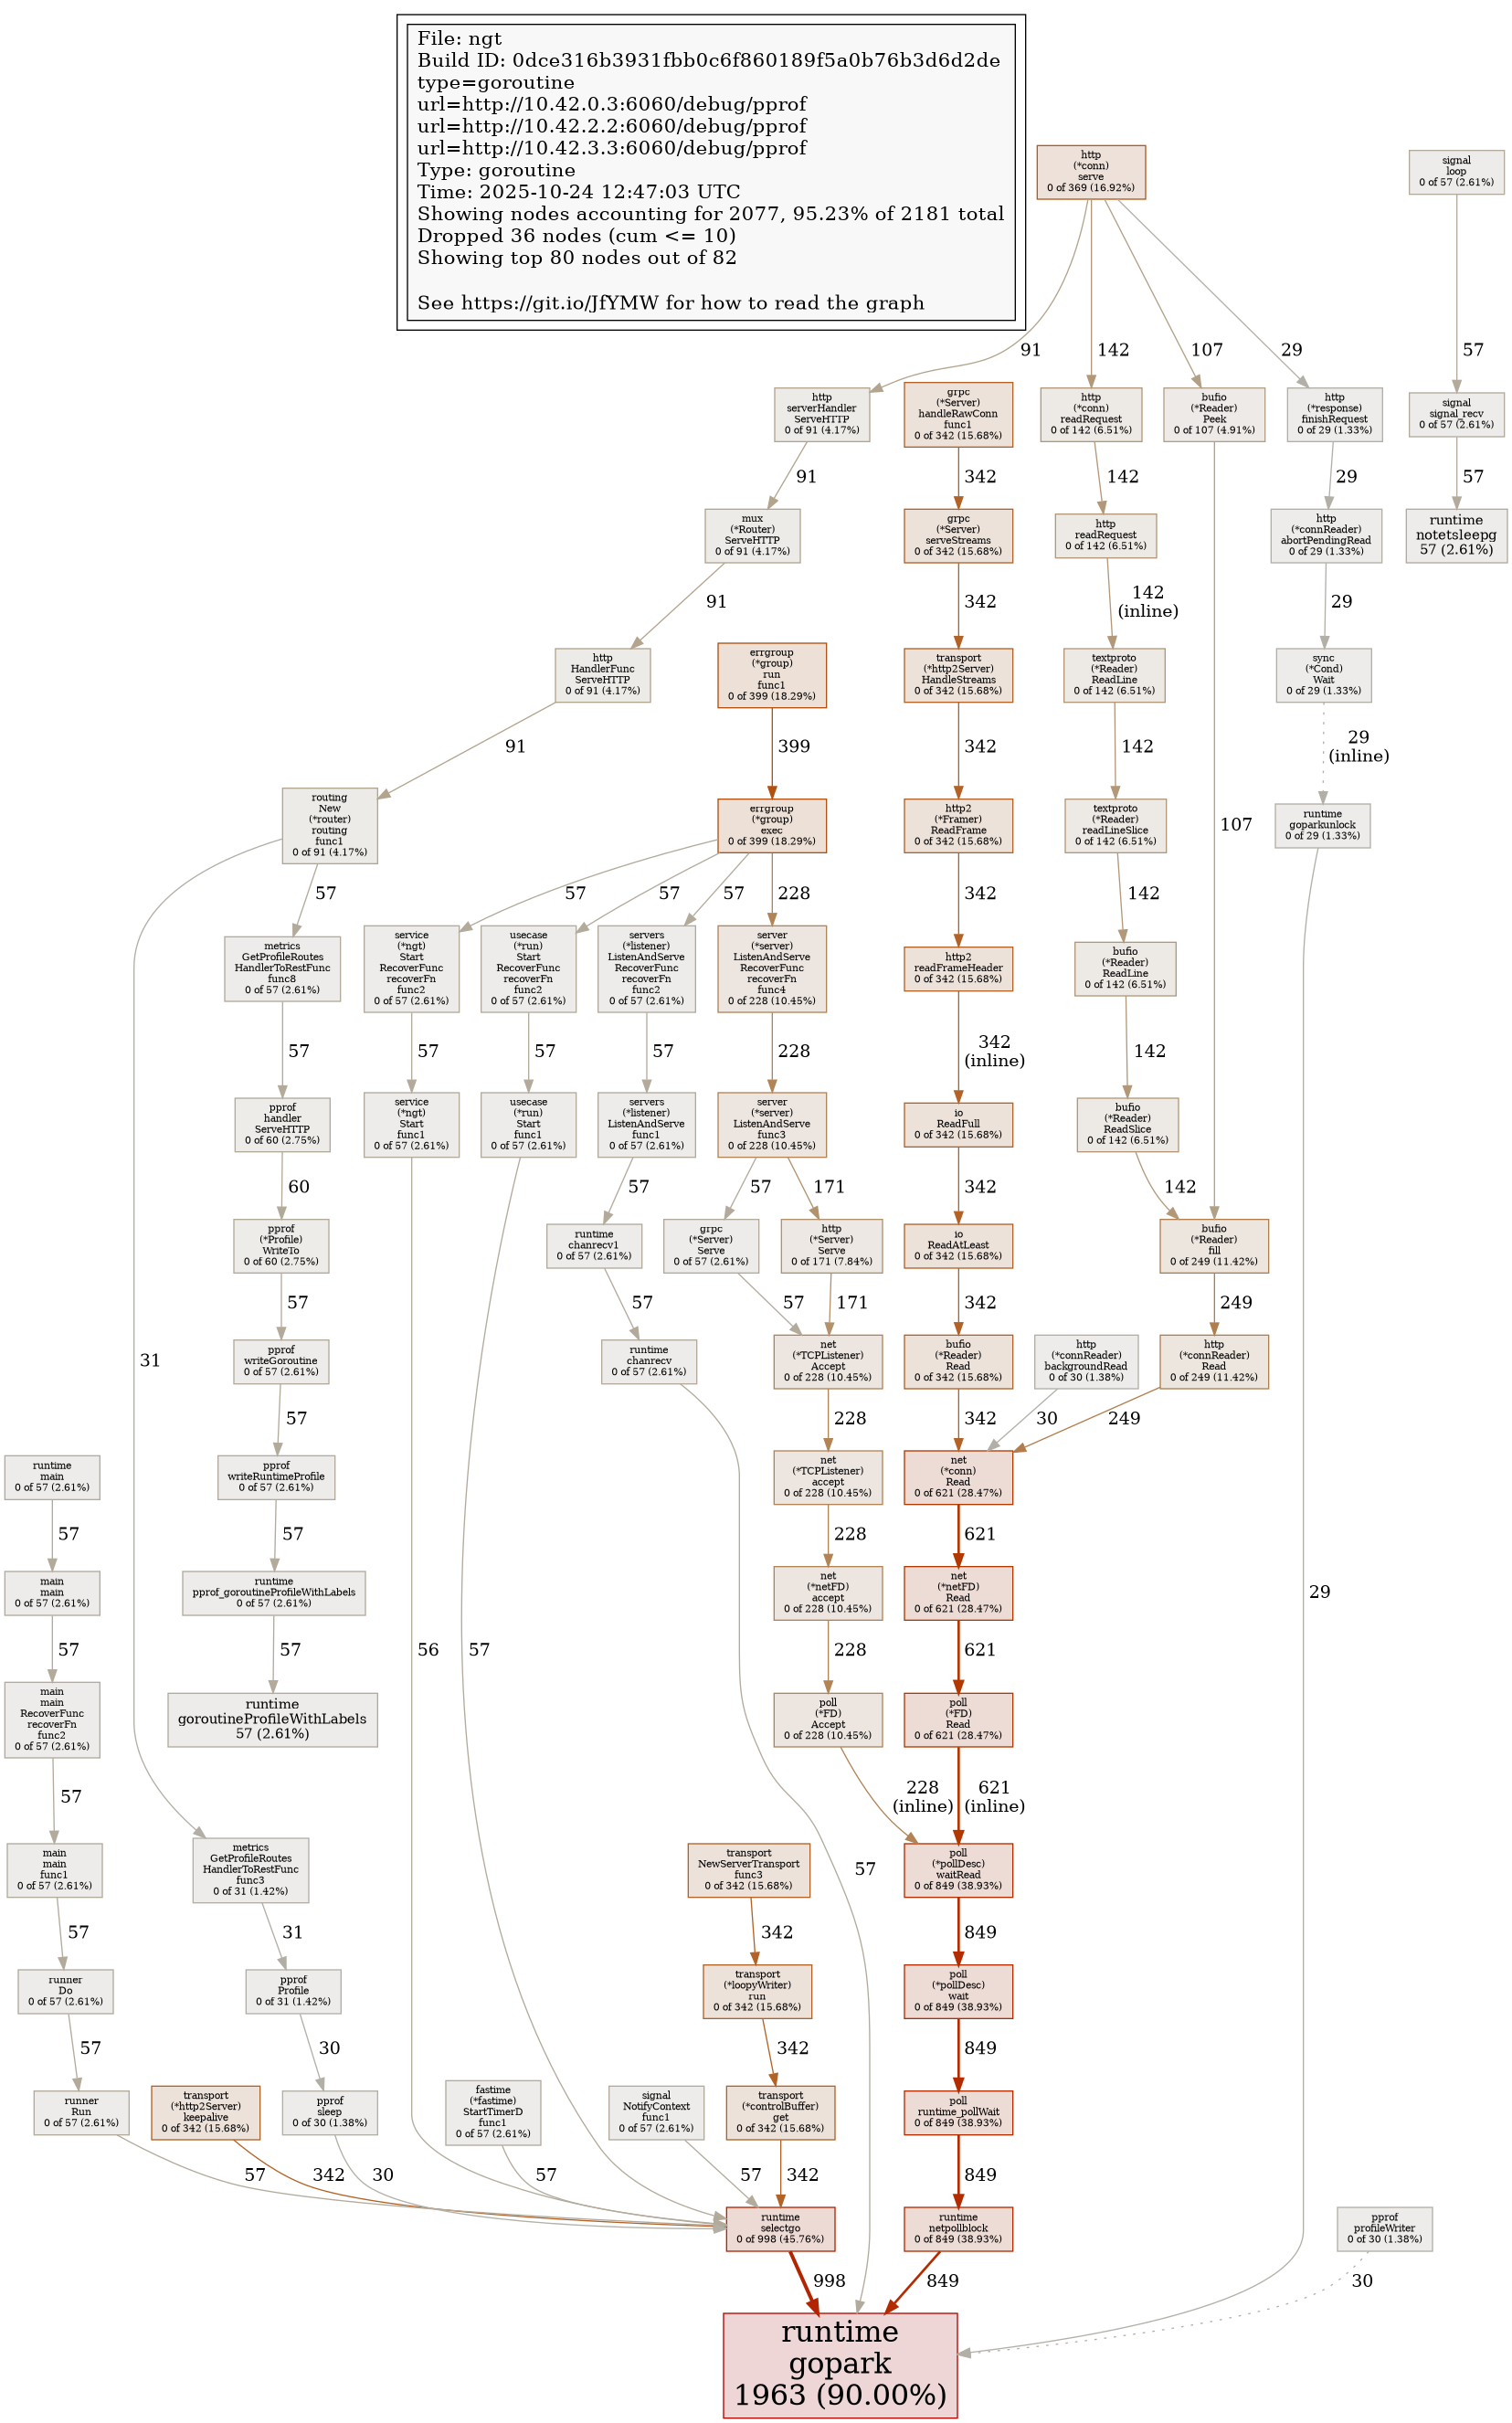 File: ngt
Build ID: 0dce316b3931fbb0c6f860189f5a0b76b3d6d2de
type=goroutine
url=http://10.42.0.3:6060/debug/pprof
url=http://10.42.2.2:6060/debug/pprof
url=http://10.42.3.3:6060/debug/pprof
Type: goroutine
Time: 2025-10-24 12:47:03 UTC
Showing nodes accounting for 2077, 95.23% of 2181 total
Dropped 36 nodes (cum <= 10)
Showing top 80 nodes out of 82
See https://git.io/JfYMW for how to read the graph
http
(*conn)
serve
0 of 369 (16.92%)
signal
loop
0 of 57 (2.61%)
91
142
107
29
57
http
serverHandler
ServeHTTP
0 of 91 (4.17%)
grpc
(*Server)
handleRawConn
func1
0 of 342 (15.68%)
http
(*conn)
readRequest
0 of 142 (6.51%)
bufio
(*Reader)
Peek
0 of 107 (4.91%)
http
(*response)
finishRequest
0 of 29 (1.33%)
signal
signal_recv
0 of 57 (2.61%)
91
342
142
29
57
mux
(*Router)
ServeHTTP
0 of 91 (4.17%)
grpc
(*Server)
serveStreams
0 of 342 (15.68%)
http
readRequest
0 of 142 (6.51%)
http
(*connReader)
abortPendingRead
0 of 29 (1.33%)
runtime
notetsleepg
57 (2.61%)
91
342
142
(inline)
29
http
HandlerFunc
ServeHTTP
0 of 91 (4.17%)
errgroup
(*group)
run
func1
0 of 399 (18.29%)
transport
(*http2Server)
HandleStreams
0 of 342 (15.68%)
textproto
(*Reader)
ReadLine
0 of 142 (6.51%)
sync
(*Cond)
Wait
0 of 29 (1.33%)
91
399
342
142
29
(inline)
routing
New
(*router)
routing
func1
0 of 91 (4.17%)
errgroup
(*group)
exec
0 of 399 (18.29%)
http2
(*Framer)
ReadFrame
0 of 342 (15.68%)
textproto
(*Reader)
readLineSlice
0 of 142 (6.51%)
107
runtime
goparkunlock
0 of 29 (1.33%)
57
57
57
57
228
342
142
metrics
GetProfileRoutes
HandlerToRestFunc
func8
0 of 57 (2.61%)
service
(*ngt)
Start
RecoverFunc
recoverFn
func2
0 of 57 (2.61%)
usecase
(*run)
Start
RecoverFunc
recoverFn
func2
0 of 57 (2.61%)
servers
(*listener)
ListenAndServe
RecoverFunc
recoverFn
func2
0 of 57 (2.61%)
server
(*server)
ListenAndServe
RecoverFunc
recoverFn
func4
0 of 228 (10.45%)
http2
readFrameHeader
0 of 342 (15.68%)
bufio
(*Reader)
ReadLine
0 of 142 (6.51%)
57
57
57
57
228
342
(inline)
142
pprof
handler
ServeHTTP
0 of 60 (2.75%)
service
(*ngt)
Start
func1
0 of 57 (2.61%)
usecase
(*run)
Start
func1
0 of 57 (2.61%)
servers
(*listener)
ListenAndServe
func1
0 of 57 (2.61%)
server
(*server)
ListenAndServe
func3
0 of 228 (10.45%)
io
ReadFull
0 of 342 (15.68%)
bufio
(*Reader)
ReadSlice
0 of 142 (6.51%)
60
57
57
171
342
142
pprof
(*Profile)
WriteTo
0 of 60 (2.75%)
runtime
chanrecv1
0 of 57 (2.61%)
grpc
(*Server)
Serve
0 of 57 (2.61%)
http
(*Server)
Serve
0 of 171 (7.84%)
io
ReadAtLeast
0 of 342 (15.68%)
bufio
(*Reader)
fill
0 of 249 (11.42%)
57
57
57
171
342
249
31
pprof
writeGoroutine
0 of 57 (2.61%)
runtime
chanrecv
0 of 57 (2.61%)
net
(*TCPListener)
Accept
0 of 228 (10.45%)
bufio
(*Reader)
Read
0 of 342 (15.68%)
http
(*connReader)
backgroundRead
0 of 30 (1.38%)
http
(*connReader)
Read
0 of 249 (11.42%)
57
228
342
30
249
runtime
main
0 of 57 (2.61%)
pprof
writeRuntimeProfile
0 of 57 (2.61%)
net
(*TCPListener)
accept
0 of 228 (10.45%)
net
(*conn)
Read
0 of 621 (28.47%)
57
57
228
621
main
main
0 of 57 (2.61%)
runtime
pprof_goroutineProfileWithLabels
0 of 57 (2.61%)
net
(*netFD)
accept
0 of 228 (10.45%)
net
(*netFD)
Read
0 of 621 (28.47%)
29
57
57
56
57
228
621
main
main
RecoverFunc
recoverFn
func2
0 of 57 (2.61%)
runtime
goroutineProfileWithLabels
57 (2.61%)
poll
(*FD)
Accept
0 of 228 (10.45%)
poll
(*FD)
Read
0 of 621 (28.47%)
57
228
(inline)
621
(inline)
main
main
func1
0 of 57 (2.61%)
metrics
GetProfileRoutes
HandlerToRestFunc
func3
0 of 31 (1.42%)
transport
NewServerTransport
func3
0 of 342 (15.68%)
57
poll
(*pollDesc)
waitRead
0 of 849 (38.93%)
57
31
342
849
runner
Do
0 of 57 (2.61%)
pprof
Profile
0 of 31 (1.42%)
transport
(*loopyWriter)
run
0 of 342 (15.68%)
poll
(*pollDesc)
wait
0 of 849 (38.93%)
57
30
342
849
runner
Run
0 of 57 (2.61%)
transport
(*http2Server)
keepalive
0 of 342 (15.68%)
pprof
sleep
0 of 30 (1.38%)
fastime
(*fastime)
StartTimerD
func1
0 of 57 (2.61%)
signal
NotifyContext
func1
0 of 57 (2.61%)
transport
(*controlBuffer)
get
0 of 342 (15.68%)
poll
runtime_pollWait
0 of 849 (38.93%)
57
342
30
57
57
342
849
runtime
selectgo
0 of 998 (45.76%)
runtime
netpollblock
0 of 849 (38.93%)
pprof
profileWriter
0 of 30 (1.38%)
998
849
30
runtime
gopark
1963 (90.00%)